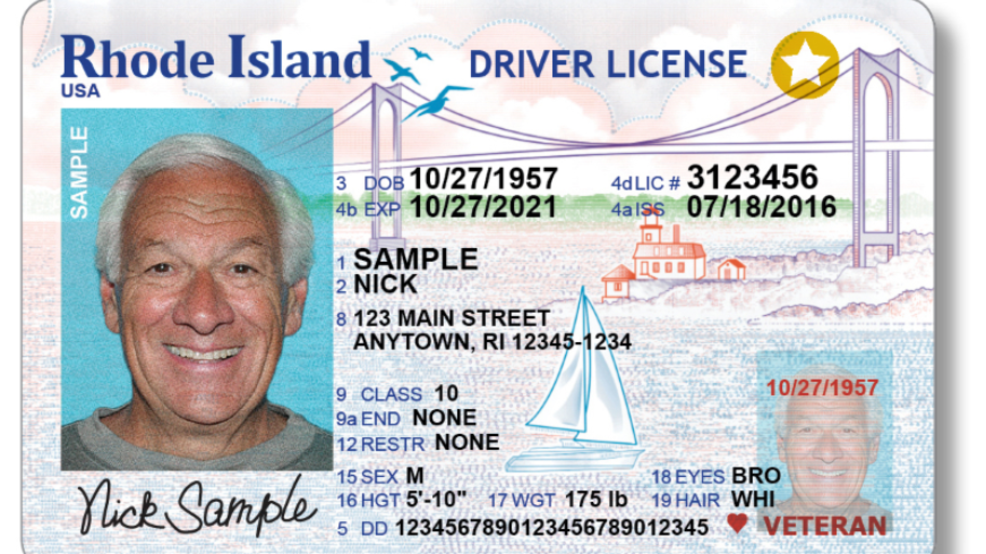 Rhode Island DRIVER LICENSE
USA
SAMPLE
3 DOB 10/27/1957 4d LIC # 3123456
4b EXP 10/27/2021 4a ISS 07/18/2016
1 SAMPLE
2 NICK
8 123 MAIN STREET
ANYTOWN, RI 12345-1234
9 CLASS 10
9a END NONE
12 RESTR NONE
10/27/1957
15 SEX M 18 EYES BRO
16 HGT 5'-10" 17 WGT 175 lb 19 HAIR WHI
5 DD 1234567890123456789012345 VETERAN
Nick Sample